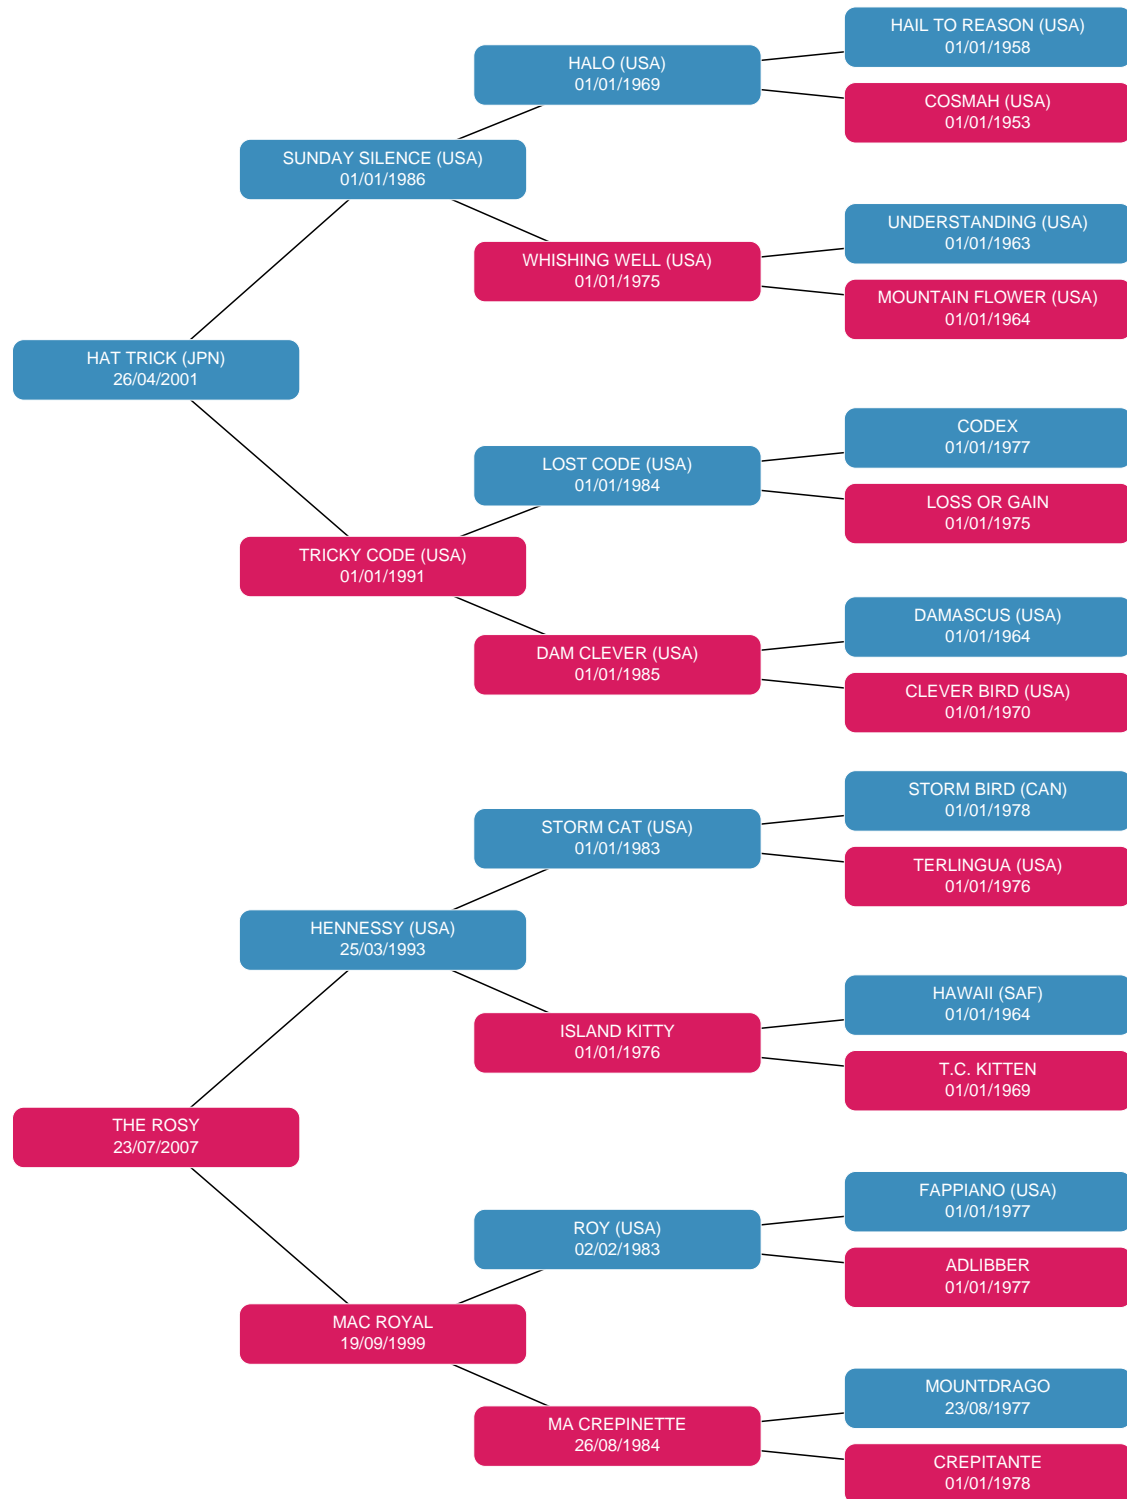 HAIL TO REASON (USA)
01/01/1958
HALO (USA)
01/01/1969
COSMAH (USA)
01/01/1953
SUNDAY SILENCE (USA)
01/01/1986
UNDERSTANDING (USA)
01/01/1963
WHISHING WELL (USA)
01/01/1975
MOUNTAIN FLOWER (USA)
01/01/1964
HAT TRICK (JPN)
26/04/2001
CODEX
01/01/1977
LOST CODE (USA)
01/01/1984
LOSS OR GAIN
01/01/1975
TRICKY CODE (USA)
01/01/1991
DAMASCUS (USA)
01/01/1964
DAM CLEVER (USA)
01/01/1985
CLEVER BIRD (USA)
01/01/1970
STORM BIRD (CAN)
01/01/1978
STORM CAT (USA)
01/01/1983
TERLINGUA (USA)
01/01/1976
HENNESSY (USA)
25/03/1993
HAWAII (SAF)
01/01/1964
ISLAND KITTY
01/01/1976
T.C. KITTEN
01/01/1969
THE ROSY
23/07/2007
FAPPIANO (USA)
01/01/1977
ROY (USA)
02/02/1983
ADLIBBER
01/01/1977
MAC ROYAL
19/09/1999
MOUNTDRAGO
23/08/1977
MA CREPINETTE
26/08/1984
CREPITANTE
01/01/1978